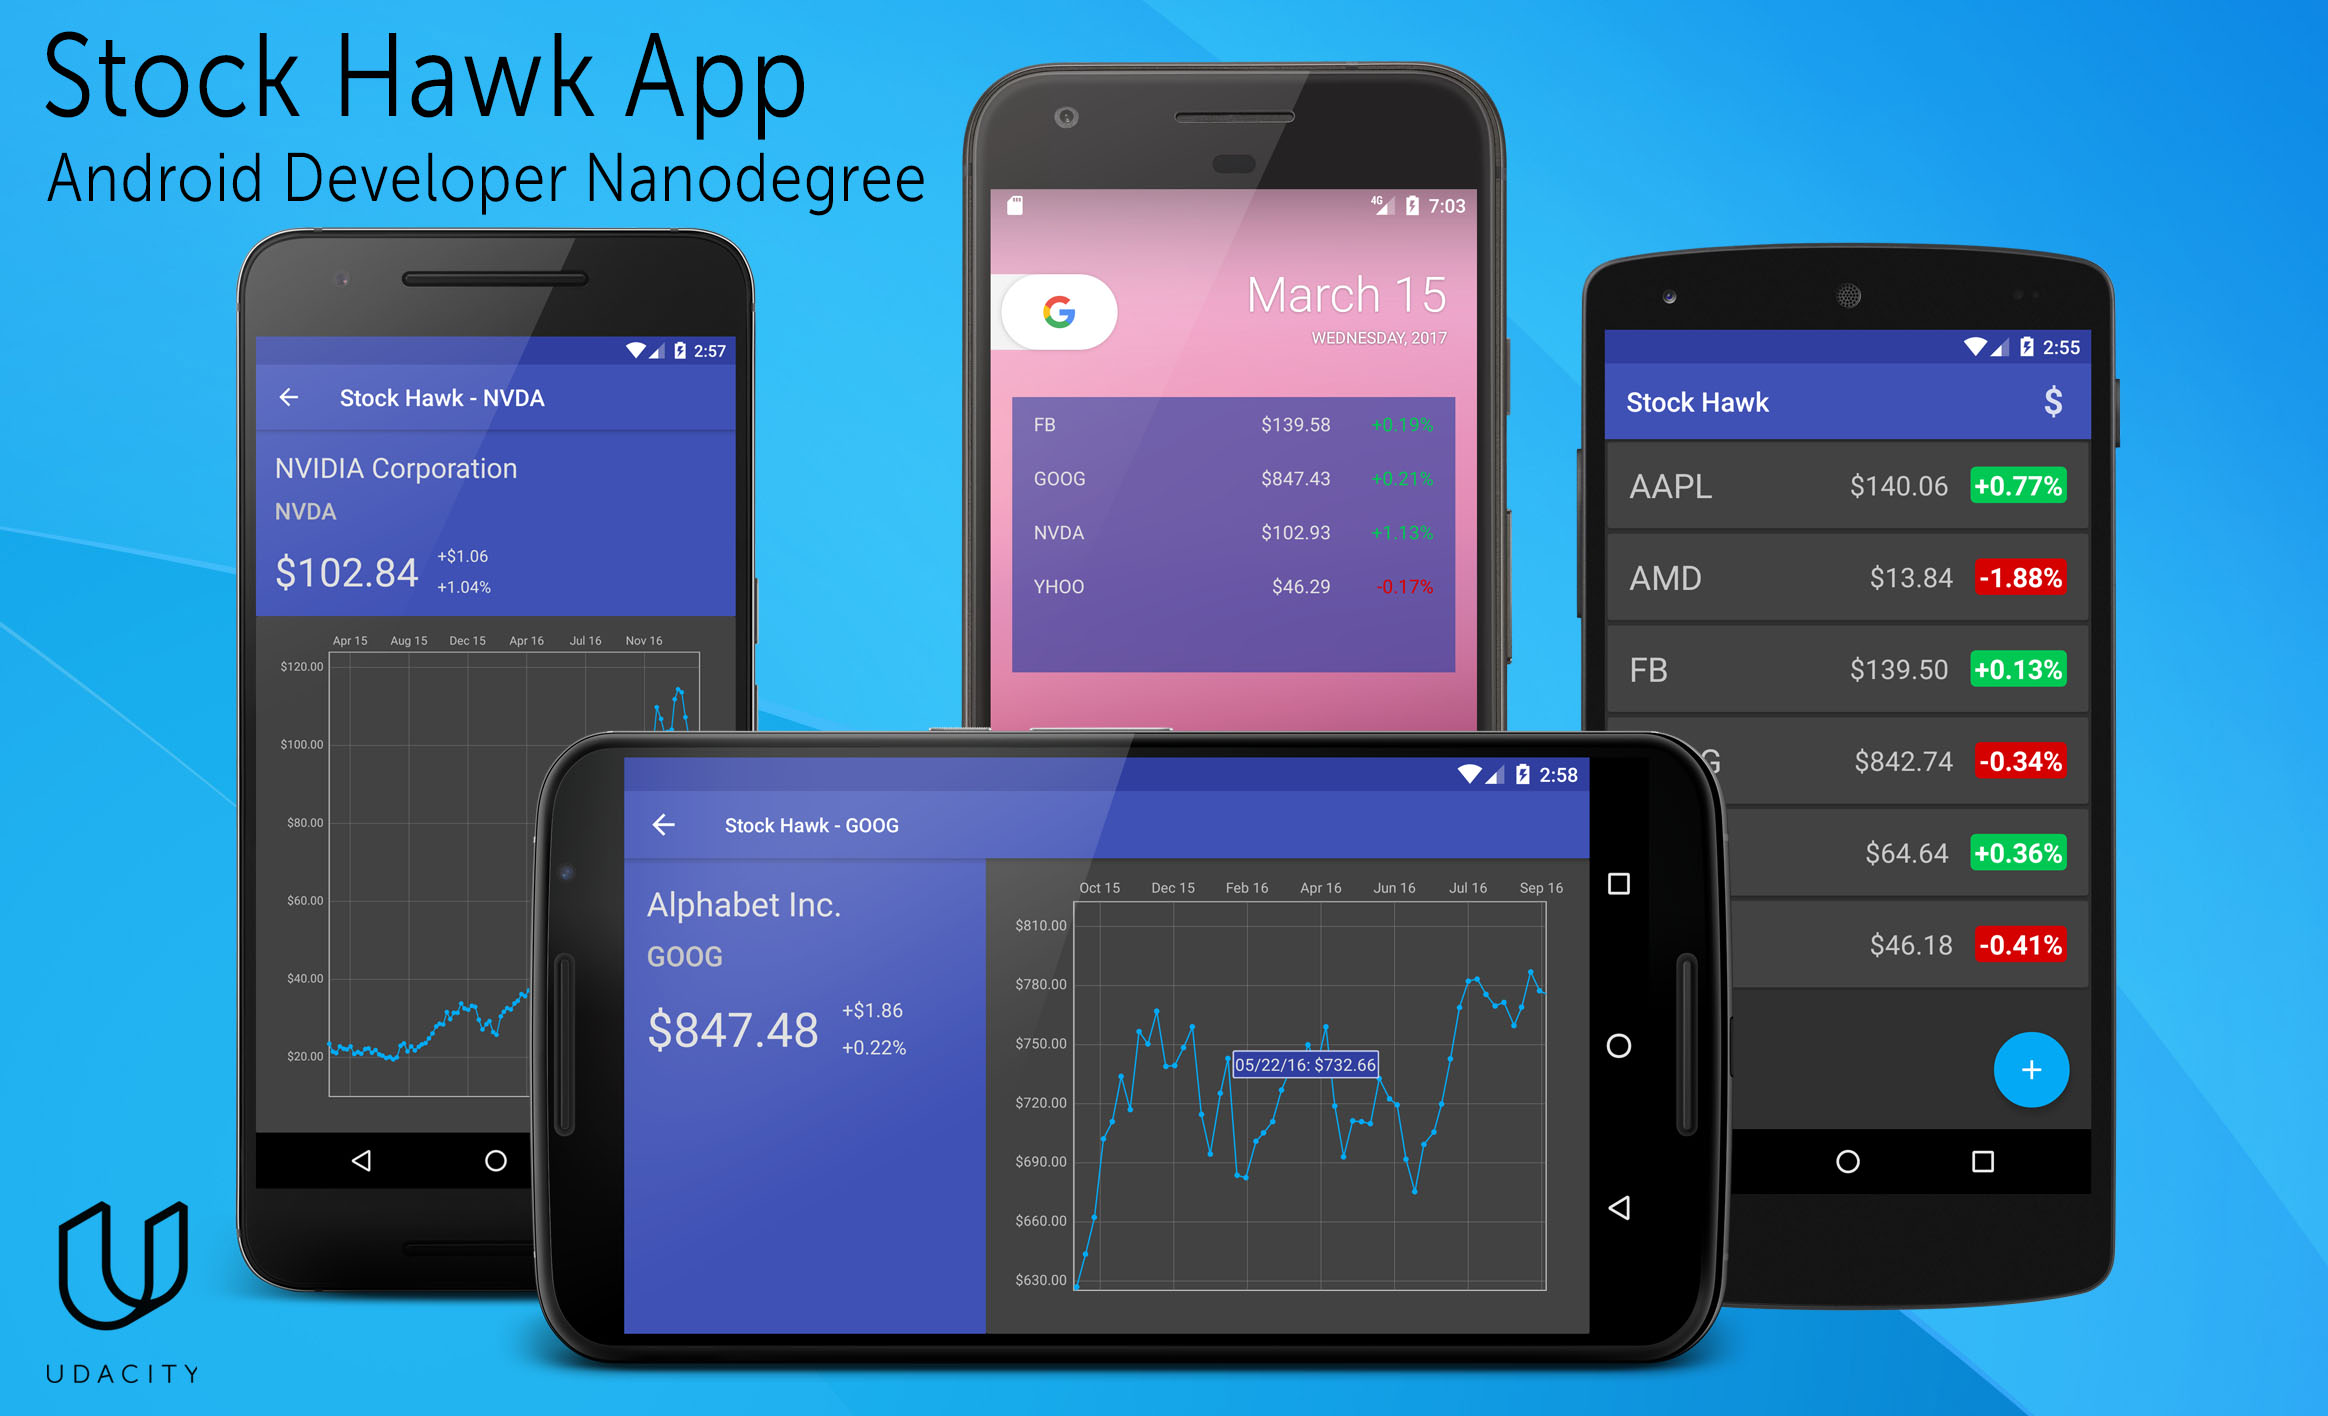 Stock Hawk App
Android Developer Nanodegree
2:57
Stock Hawk - NVDA
NVIDIA Corporation
NVDA
$102.84
+$1.06
+1.04%
Apr 15 Aug 15 Dec 15 Apr 16 Jul 16 Nov 16
$120.00
$100.00
$80.00
$60.00
$40.00
$20.00
4G 7:03
G
March 15
WEDNESDAY, 2017
FB $139.58 +0.19%
GOOG $847.43 +0.21%
NVDA $102.93 +1.13%
YHOO $46.29 -0.17%
2:55
Stock Hawk $
AAPL $140.06 +0.77%
AMD $13.84 -1.88%
FB $139.50 +0.13%
G $842.74 -0.34%
$64.64 +0.36%
$46.18 -0.41%
+
2:58
Stock Hawk - GOOG
Alphabet Inc.
GOOG
$847.48
+$1.86
+0.22%
Oct 15 Dec 15 Feb 16 Apr 16 Jun 16 Jul 16 Sep 16
$810.00
$780.00
$750.00
05/22/16: $732.66
$720.00
$690.00
$660.00
$630.00
UDACITY